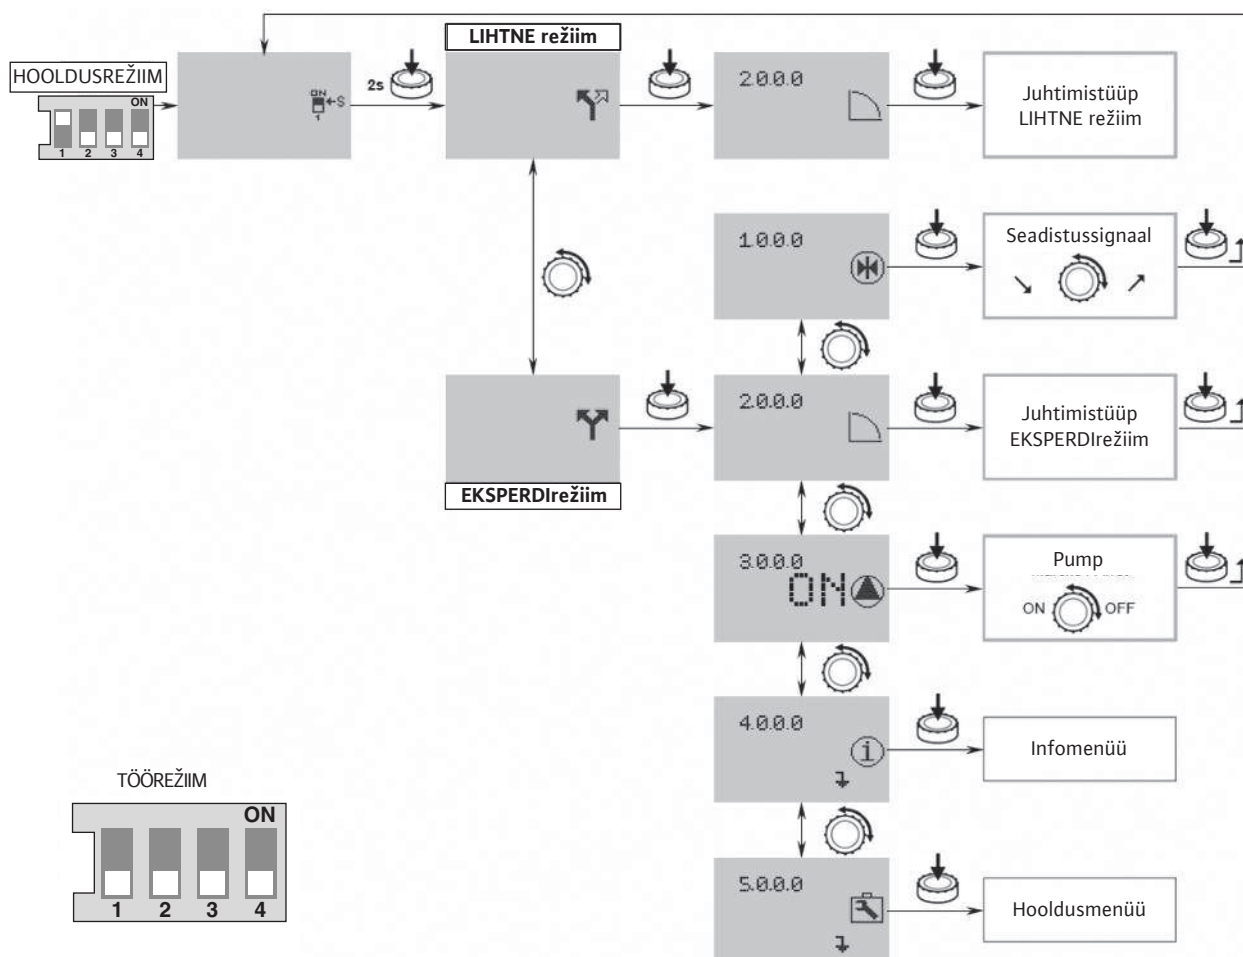 LIHTNE režiim
HOOLDUSREŽIIM
ON
1 2 3 4
ON
S
1
2s
2.0.0.0
Juhtimistüüp
LIHTNE režiim
1.0.0.0
Seadistussignaal
2.0.0.0
Juhtimistüüp
EKSPERDIrežiim
EKSPERDIrežiim
3.0.0.0
ON
Pump
ON OFF
4.0.0.0
i
Infomenüü
TÖÖREŽIIM
ON
1 2 3 4
5.0.0.0
Hooldusmenüü